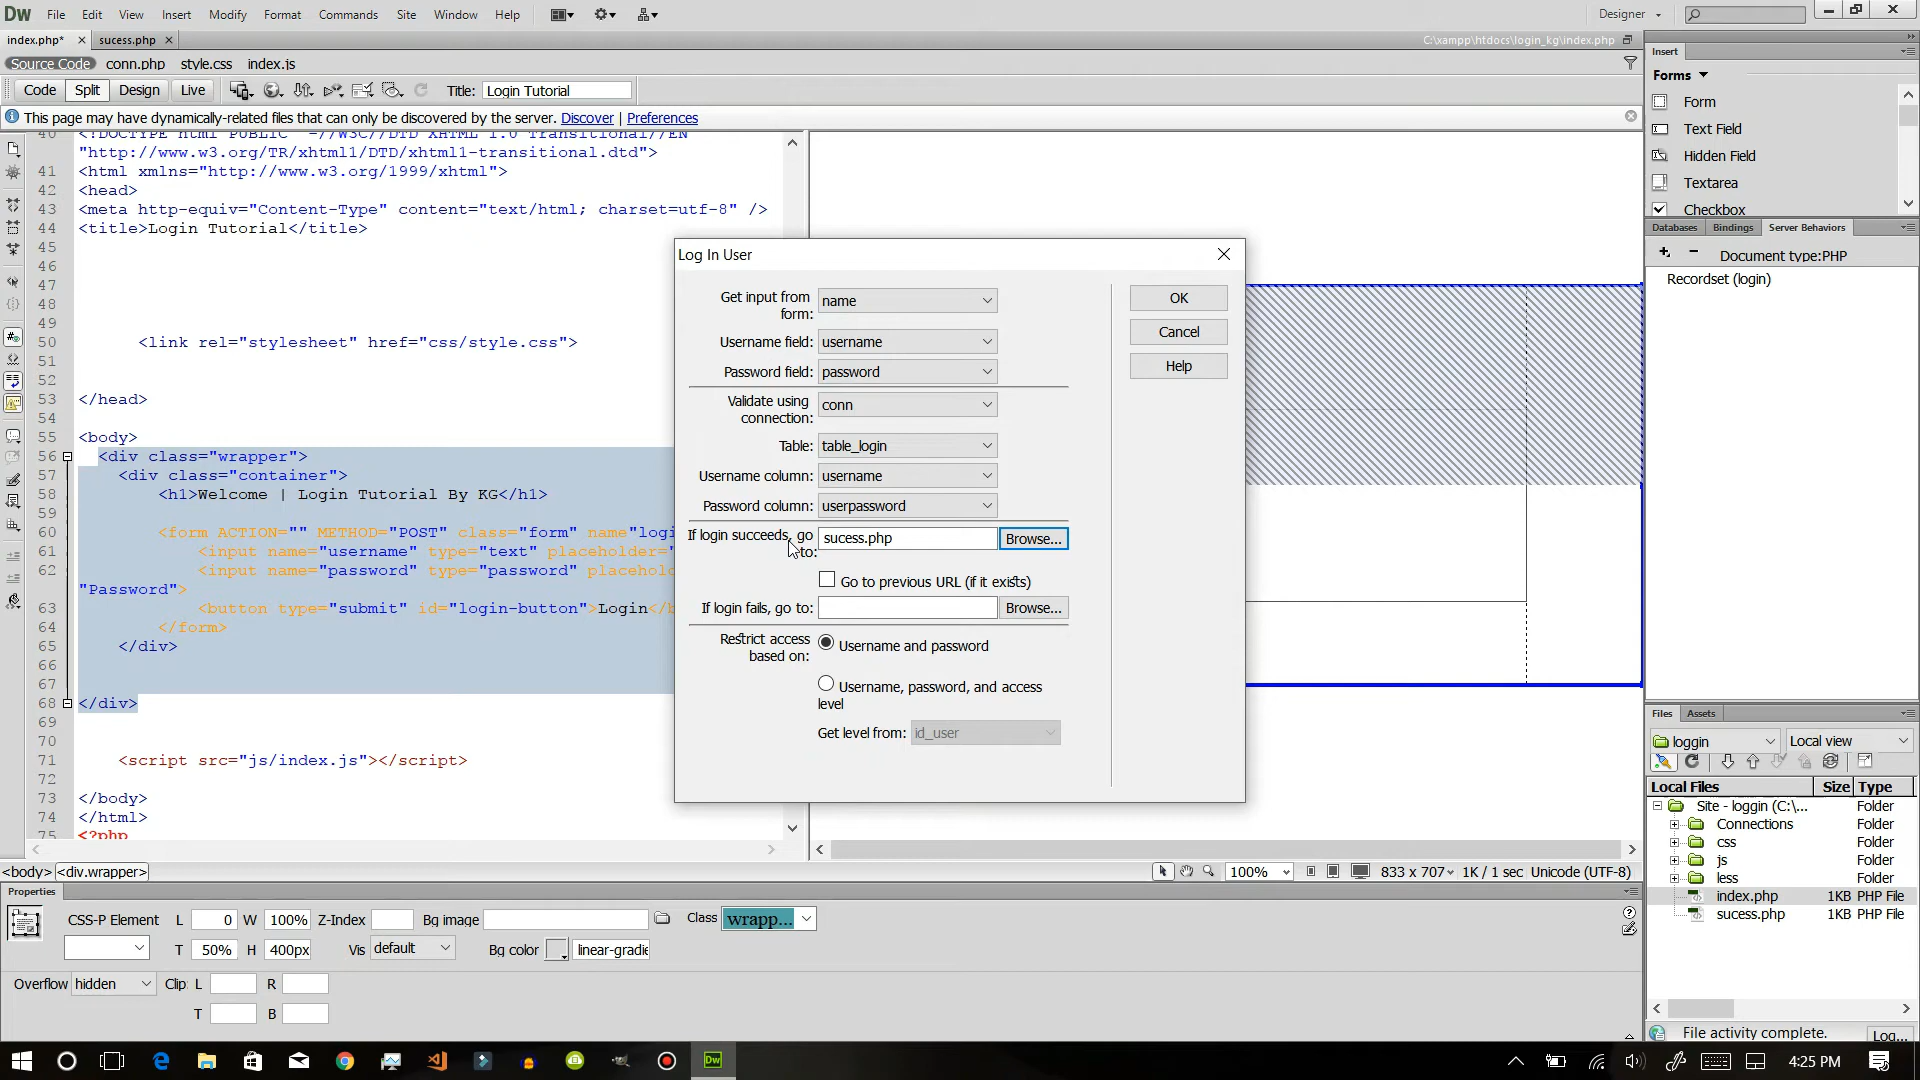 Dw File Edit View Insert Modify Format Commands Site Window Help Designer
index.php* sucess.php C:\xampp\htdocs\login_kg\index.php
Source Code conn.php style.css index.js
Code Split Design Live Title: Login Tutorial
This page may have dynamically-related files that can only be discovered by the server. Discover Preferences
40 <!DOCTYPE html PUBLIC "-//W3C//DTD XHTML 1.0 Transitional//EN"
"http://www.w3.org/TR/xhtml1/DTD/xhtml1-transitional.dtd">
41 <html xmlns="http://www.w3.org/1999/xhtml">
42 <head>
43 <meta http-equiv="Content-Type" content="text/html; charset=utf-8" />
44 <title>Login Tutorial</title>
45
46
47
48
49
50 <link rel="stylesheet" href="css/style.css">
51
52
53 </head>
54
55 <body>
56 <div class="wrapper">
57 <div class="container">
58 <h1>Welcome | Login Tutorial By KG</h1>
59
60 <form ACTION="" METHOD="POST" class="form" name"logi
61 <input name="username" type="text" placeholder="
62 <input name="password" type="password" placehold
"Password">
63 <button type="submit" id="login-button">Login</b
64 </form>
65 </div>
66
67
68 </div>
69
70
71 <script src="js/index.js"></script>
72
73 </body>
74 </html>
75 <?php
Log In User
Get input from
form: name
Username field: username
Password field: password
Validate using
connection: conn
Table: table_login
Username column: username
Password column: userpassword
If login succeeds, go
to: sucess.php Browse...
Go to previous URL (if it exists)
If login fails, go to: Browse...
Restrict access
based on: Username and password
Username, password, and access
level
Get level from: id_user
OK
Cancel
Help
Insert
Forms
Form
Text Field
Hidden Field
Textarea
Checkbox
Databases Bindings Server Behaviors
Document type:PHP
Recordset (login)
Files Assets
loggin Local view
Local Files Size Type
Site - loggin (C:\... Folder
Connections Folder
css Folder
js Folder
less Folder
index.php 1KB PHP File
sucess.php 1KB PHP File
File activity complete. Log...
<body> <div.wrapper> 100% 833 x 707 1K / 1 sec Unicode (UTF-8)
Properties
CSS-P Element L 0 W 100% Z-Index Bg image Class wrapp...
T 50% H 400px Vis default Bg color linear-gradie
Overflow hidden Clip: L R
T B
Dw 4:25 PM